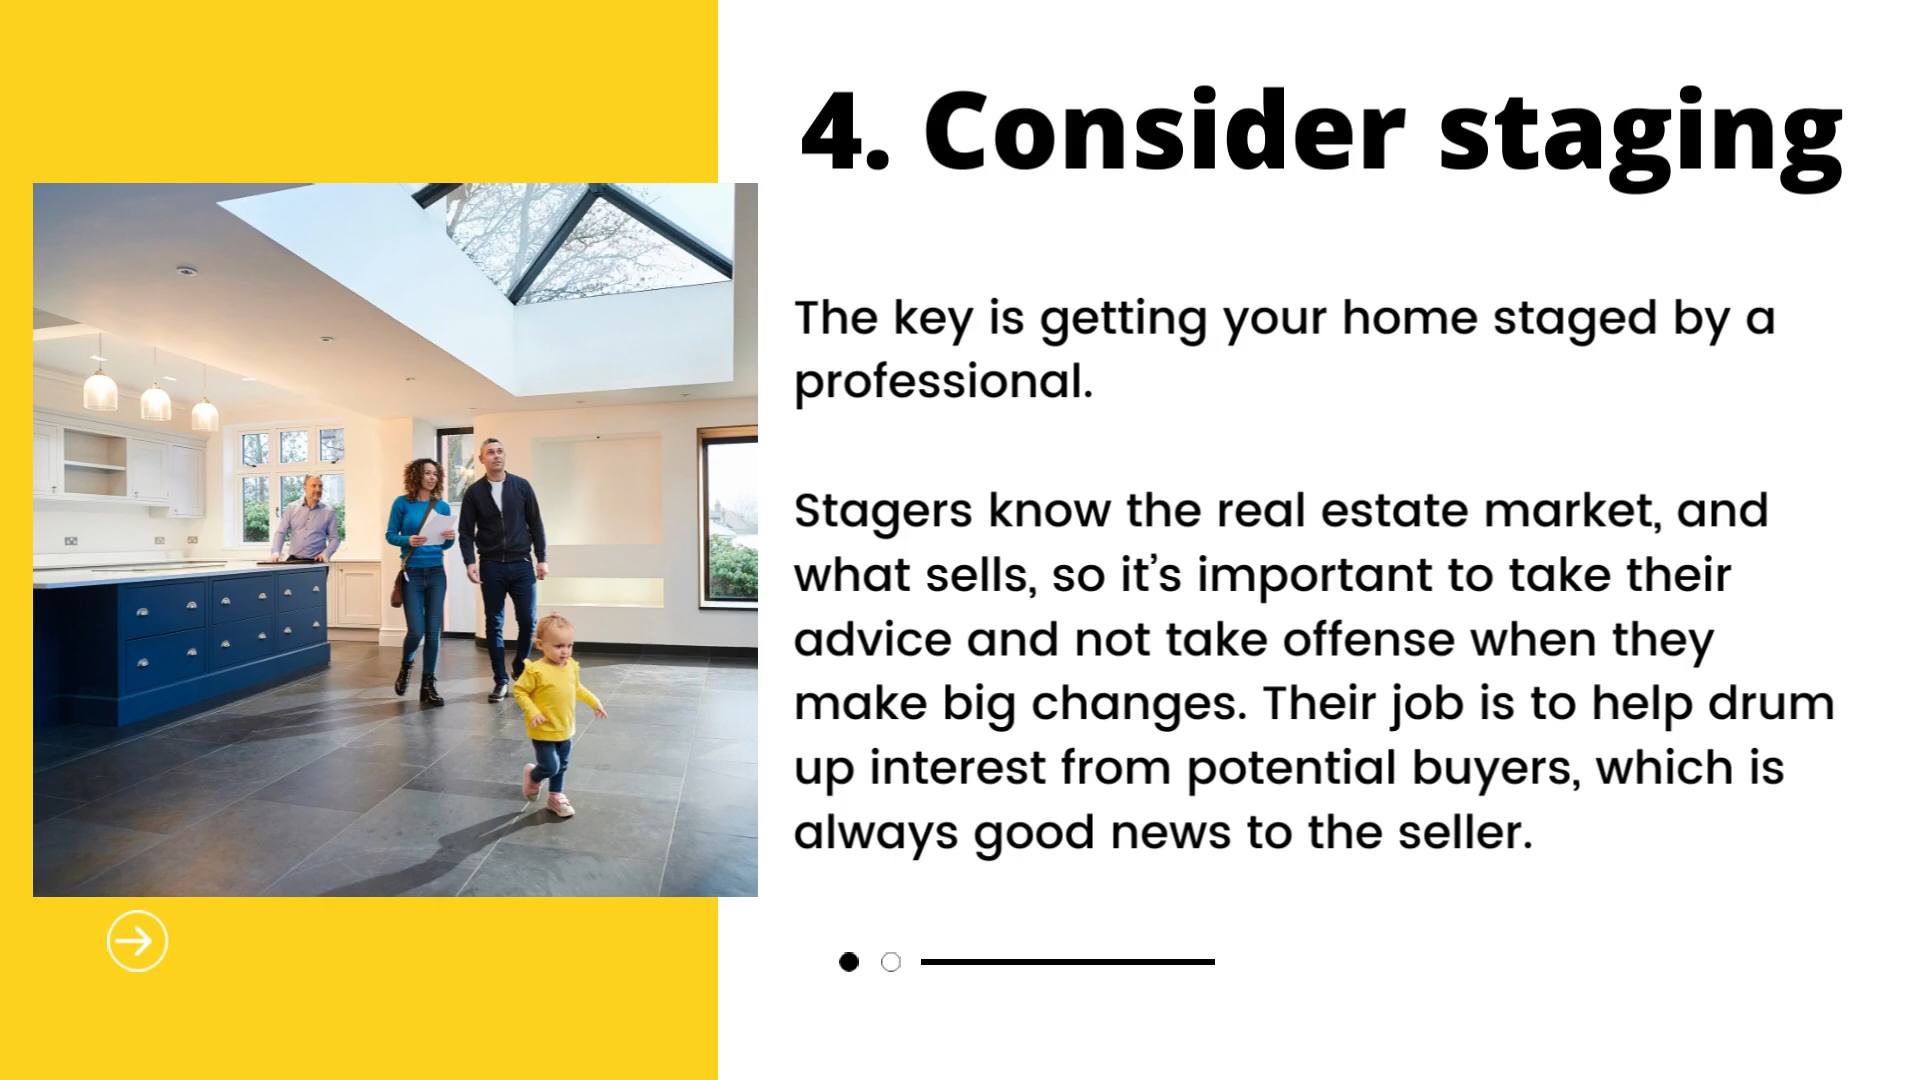 4. Consider staging
The key is getting your home staged by a
professional.
Stagers know the real estate market, and
what sells, so it’s important to take their
advice and not take offense when they
make big changes. Their job is to help drum
up interest from potential buyers, which is
always good news to the seller.